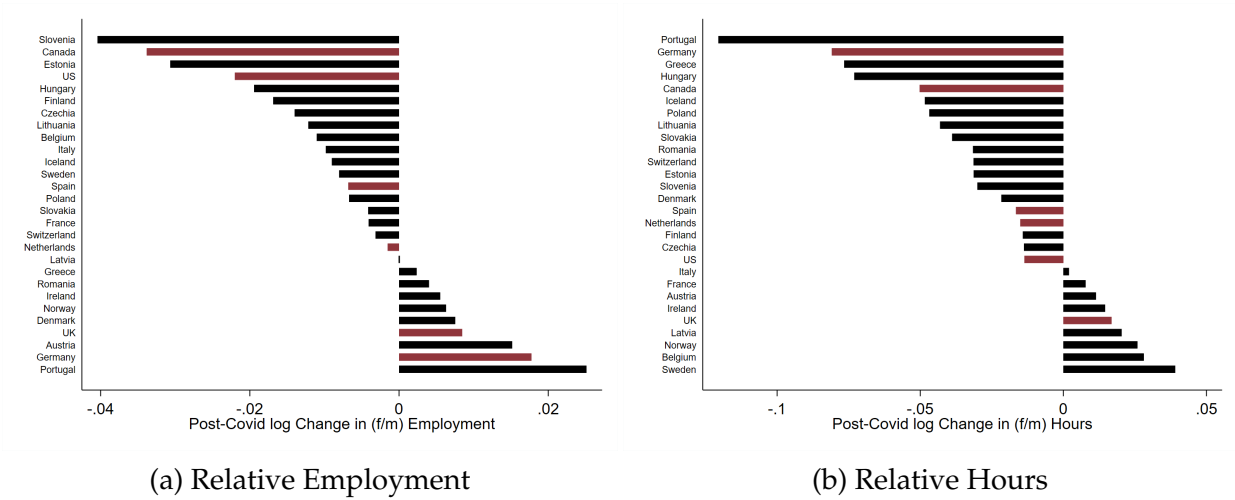 Slovenia
Canada
Estonia
US
Hungary
Finland
Czechia
Lithuania
Belgium
Italy
Iceland
Sweden
Spain
Poland
Slovakia
France
Switzerland
Netherlands
Latvia
Greece
Romania
Ireland
Norway
Denmark
UK
Austria
Germany
Portugal
-.04 -.02 0 .02
Post-Covid log Change in (f/m) Employment
(a) Relative Employment
Portugal
Germany
Greece
Hungary
Canada
Iceland
Poland
Lithuania
Slovakia
Romania
Switzerland
Estonia
Slovenia
Denmark
Spain
Netherlands
Finland
Czechia
US
Italy
France
Austria
Ireland
UK
Latvia
Norway
Belgium
Sweden
-.1 -.05 0 .05
Post-Covid log Change in (f/m) Hours
(b) Relative Hours